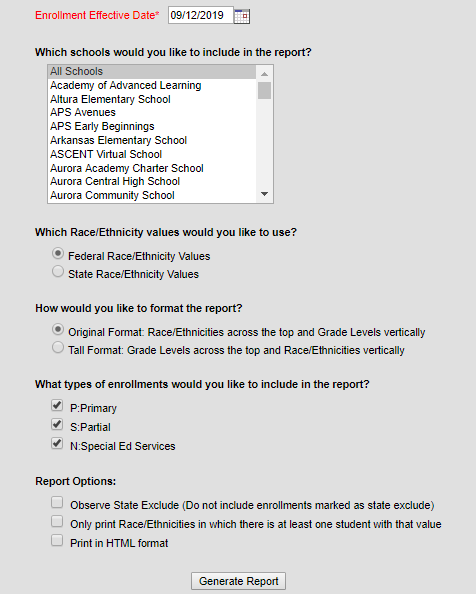 Enrollment Effective Date* 09/12/2019
Which schools would you like to include in the report?
All Schools
Academy of Advanced Learning
Altura Elementary School
APS Avenues
APS Early Beginnings
Arkansas Elementary School
ASCENT Virtual School
Aurora Academy Charter School
Aurora Central High School
Aurora Community School
Which Race/Ethnicity values would you like to use?
Federal Race/Ethnicity Values
State Race/Ethnicity Values
How would you like to format the report?
Original Format: Race/Ethnicities across the top and Grade Levels vertically
Tall Format: Grade Levels across the top and Race/Ethnicities vertically
What types of enrollments would you like to include in the report?
P:Primary
S:Partial
N:Special Ed Services
Report Options:
Observe State Exclude (Do not include enrollments marked as state exclude)
Only print Race/Ethnicities in which there is at least one student with that value
Print in HTML format
Generate Report